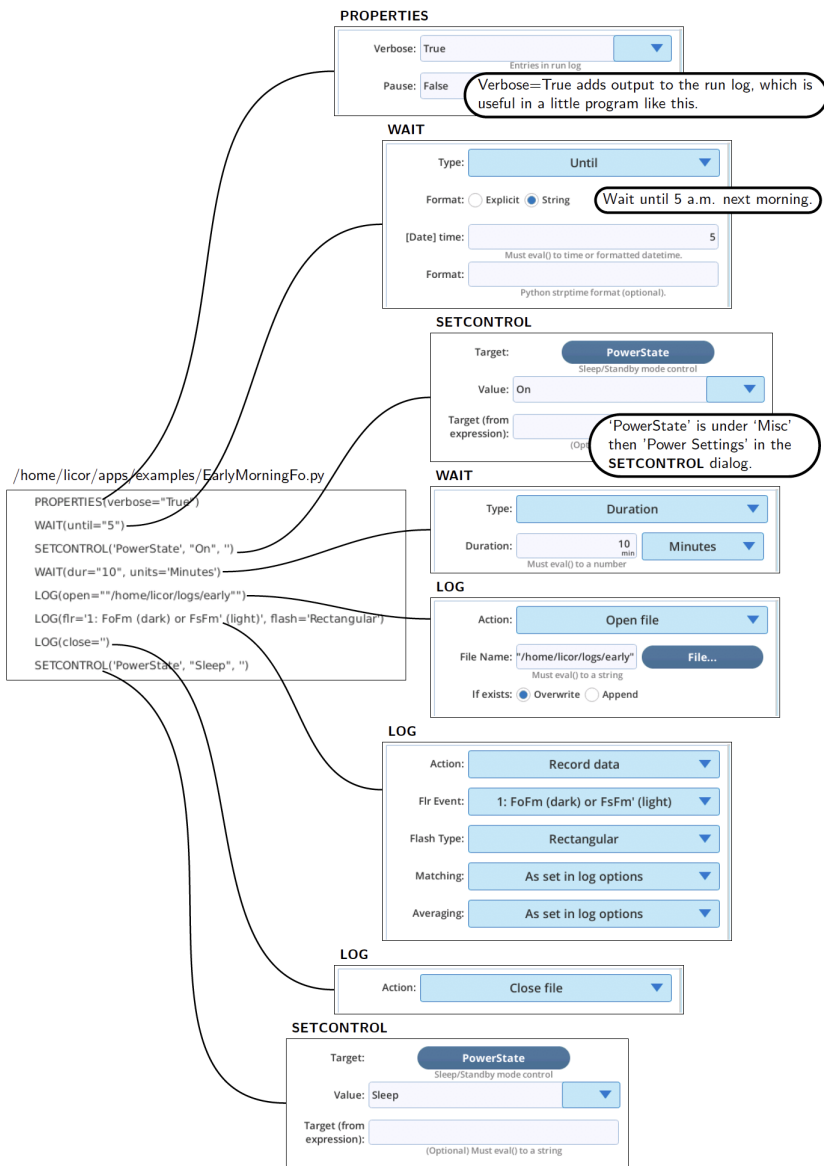 PROPERTIES
Verbose: True
Entries in run log
Pause: False
Verbose=True adds output to the run log, which is
useful in a little program like this.
WAIT
Type: Until
Format: Explicit String
Wait until 5 a.m. next morning.
[Date] time: 5
Must eval() to time or formatted datetime.
Format:
Python strptime format (optional).
SETCONTROL
Target: PowerState
Sleep/Standby mode control
Value: On
Target (from
expression):
(Opt
'PowerState' is under 'Misc'
then 'Power Settings' in the
SETCONTROL dialog.
/home/licor/apps/examples/EarlyMorningFo.py
PROPERTIES(verbose="True")
WAIT(until="5")
SETCONTROL('PowerState', "On", '')
WAIT(dur="10", units='Minutes')
LOG(open=""/home/licor/logs/early"")
LOG(flr='1: FoFm (dark) or FsFm' (light)', flash='Rectangular')
LOG(close='')
SETCONTROL('PowerState', "Sleep", '')
WAIT
Type: Duration
Duration: 10 min Minutes
Must eval() to a number
LOG
Action: Open file
File Name: "/home/licor/logs/early" File...
Must eval() to a string
If exists: Overwrite Append
LOG
Action: Record data
Flr Event: 1: FoFm (dark) or FsFm' (light)
Flash Type: Rectangular
Matching: As set in log options
Averaging: As set in log options
LOG
Action: Close file
SETCONTROL
Target: PowerState
Sleep/Standby mode control
Value: Sleep
Target (from
expression):
(Optional) Must eval() to a string